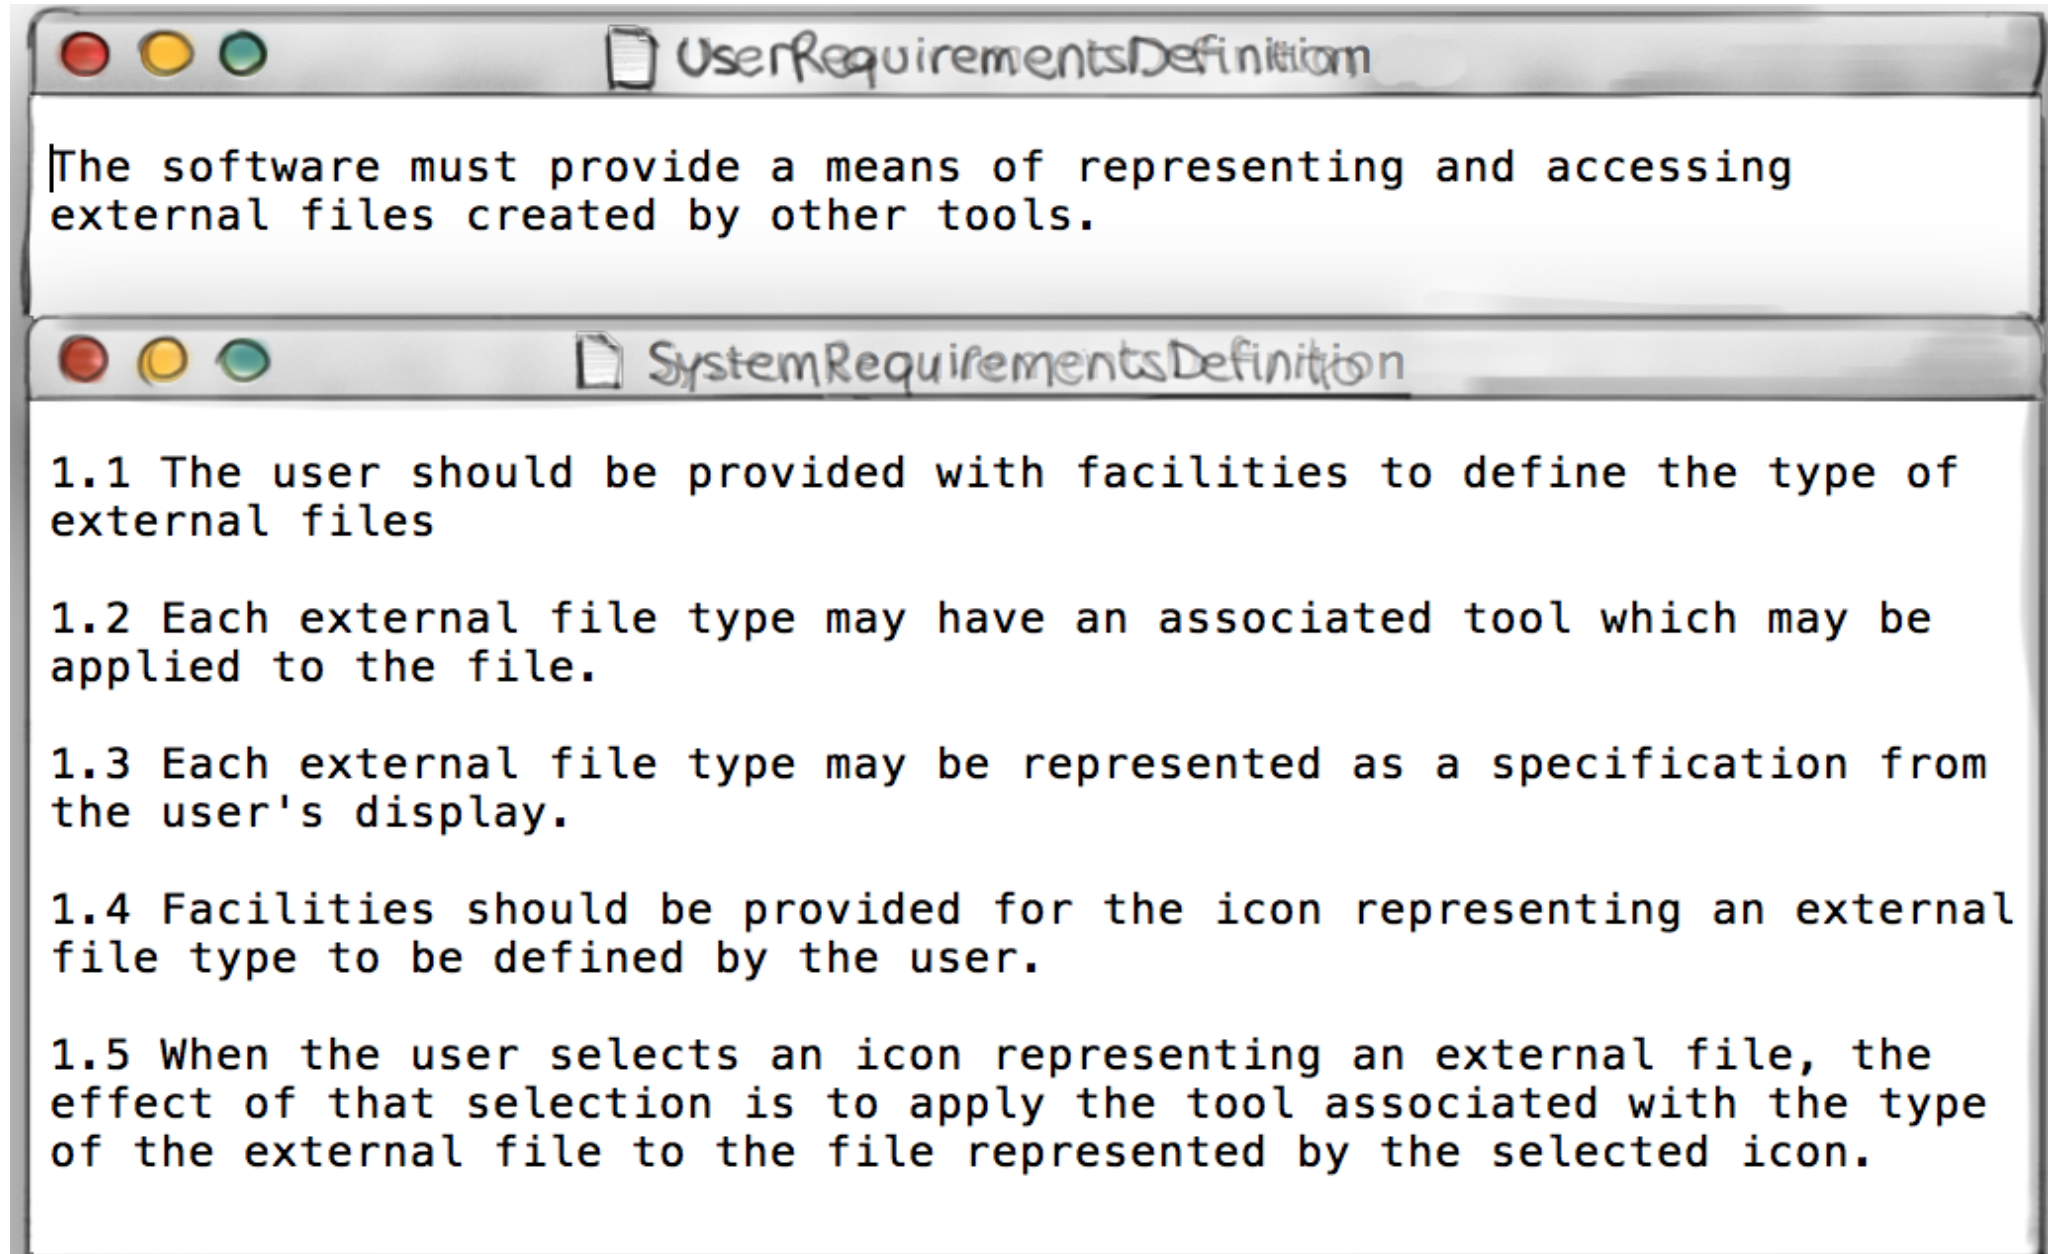 UserRequirementsDefinition
The software must provide a means of representing and accessing
external files created by other tools.
SystemRequirementsDefinition
1.1 The user should be provided with facilities to define the type of
external files
1.2 Each external file type may have an associated tool which may be
applied to the file.
1.3 Each external file type may be represented as a specification from
the user's display.
1.4 Facilities should be provided for the icon representing an external
file type to be defined by the user.
1.5 When the user selects an icon representing an external file, the
effect of that selection is to apply the tool associated with the type
of the external file to the file represented by the selected icon.